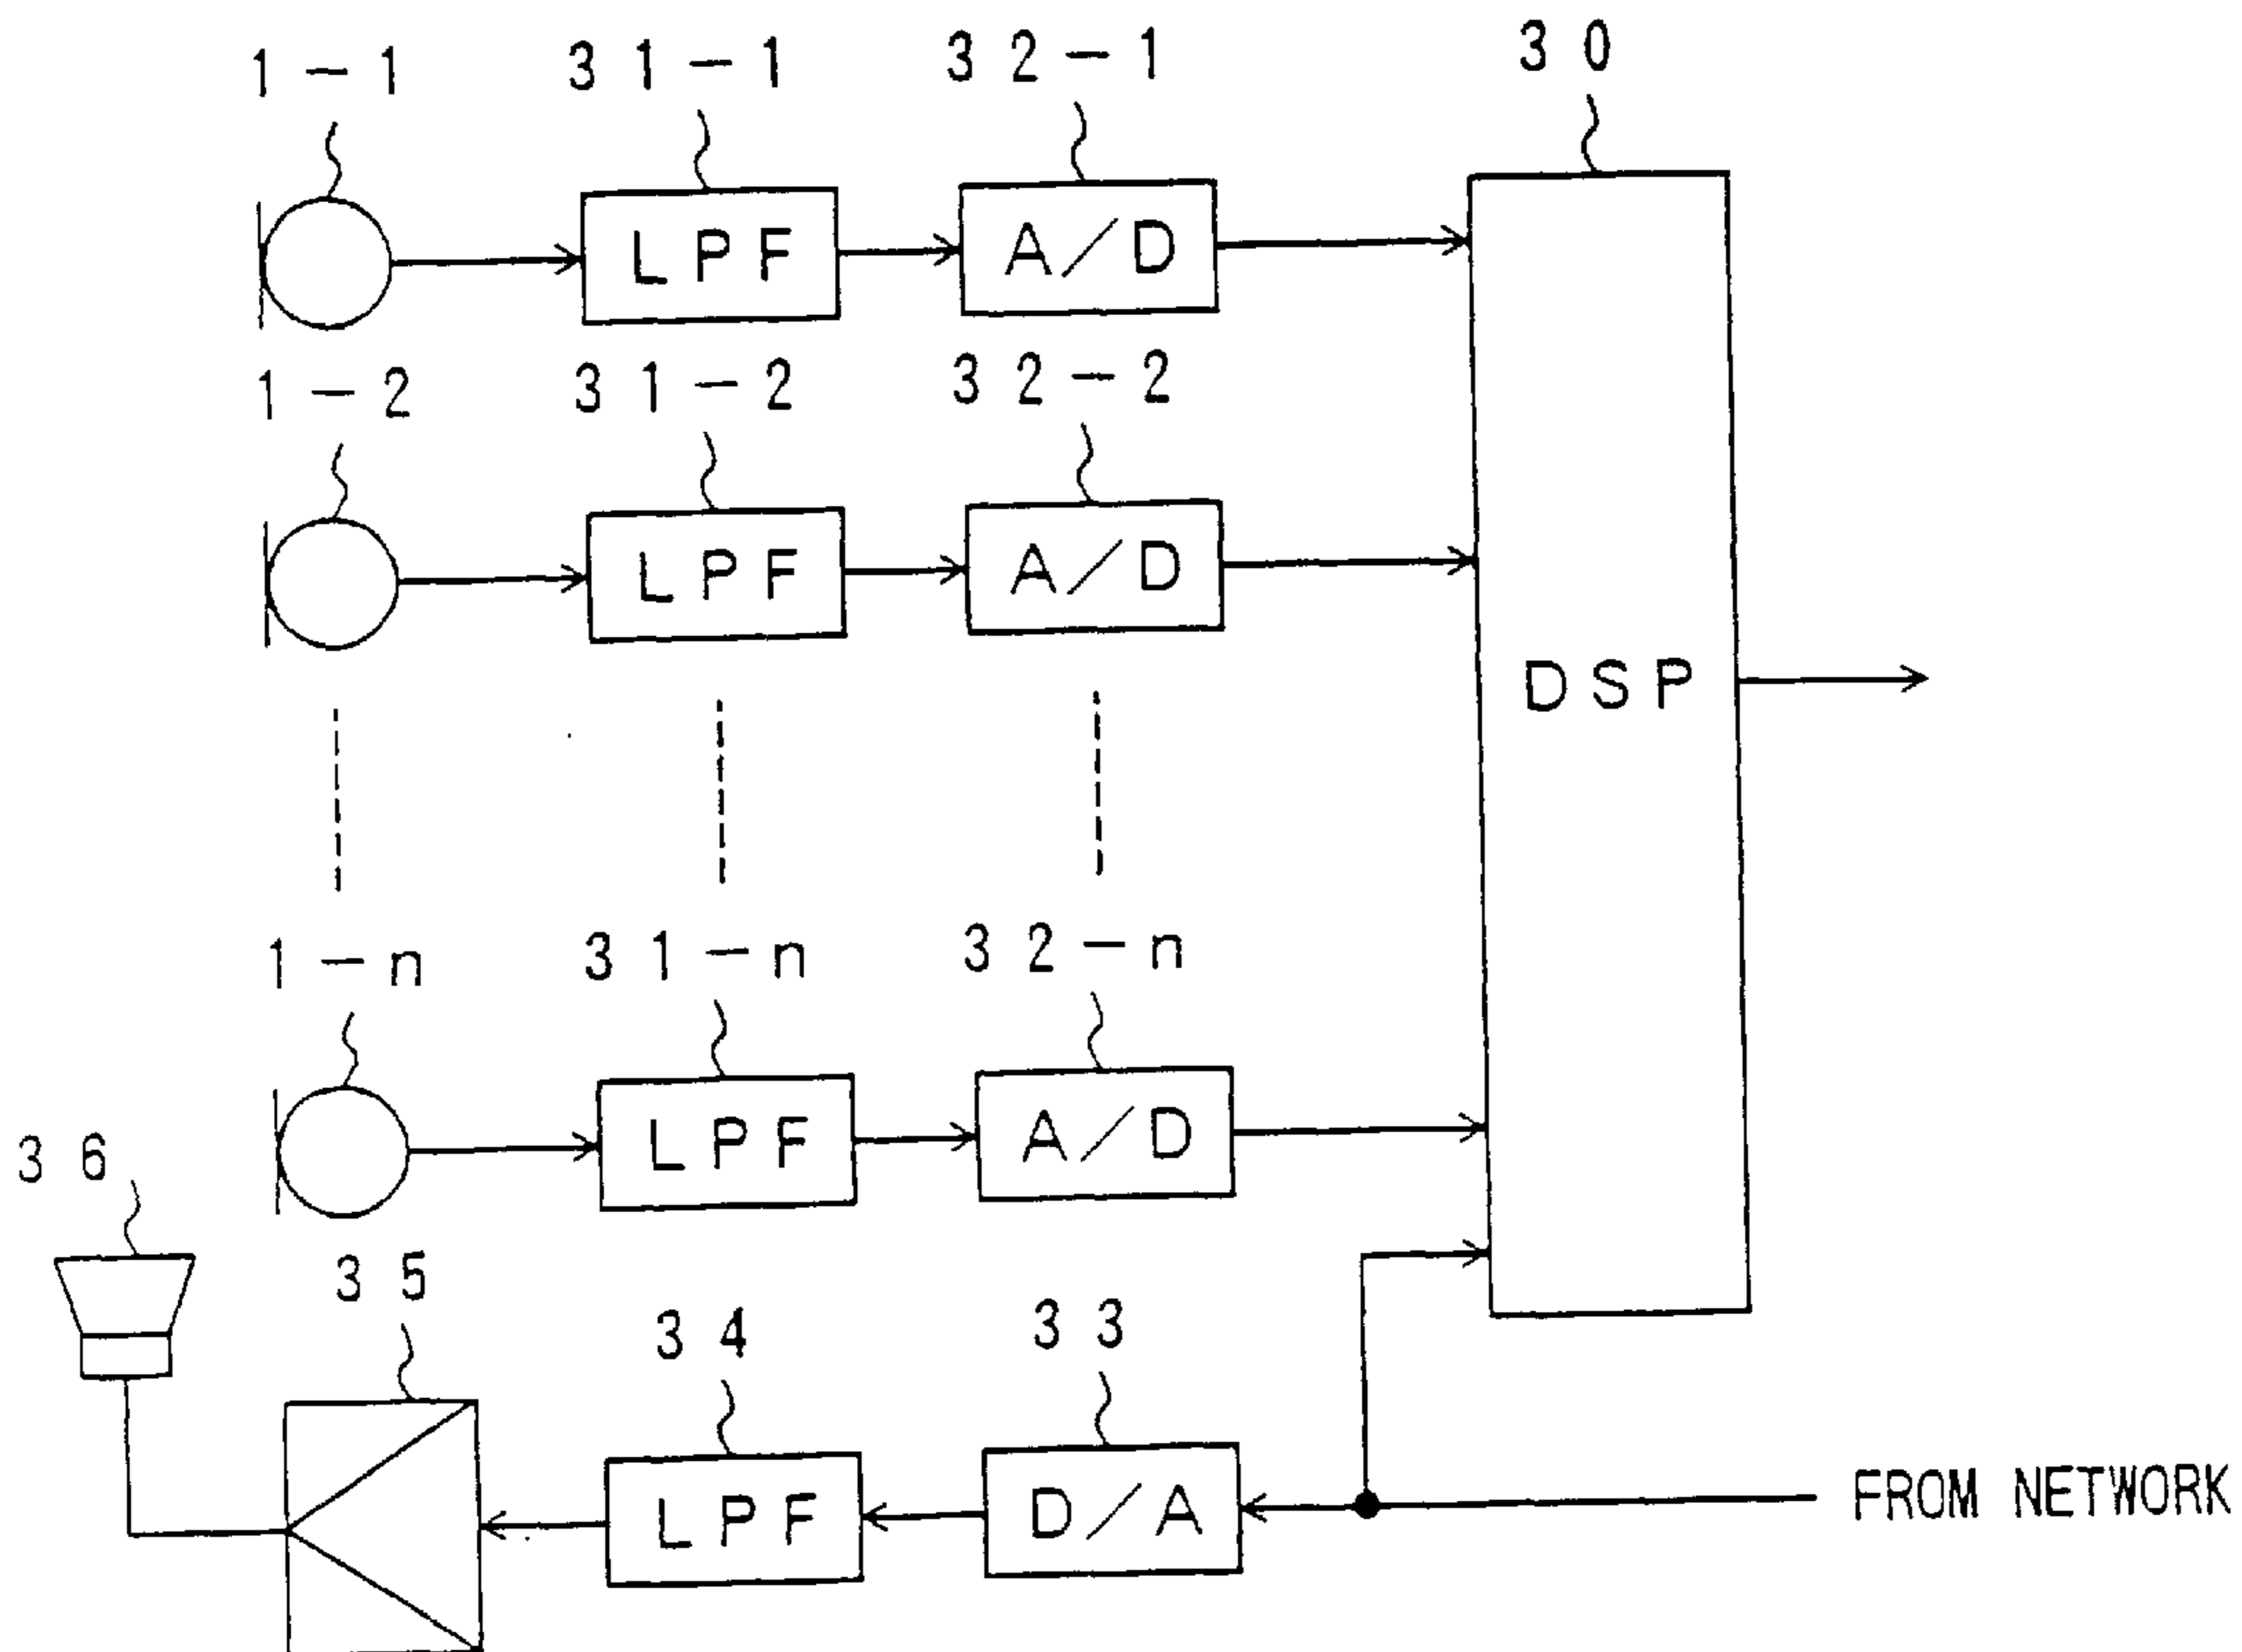 1-1 31-1 32-1 30
LPF A/D
1-2 31-2 32-2
LPF A/D
DSP
1-n 31-n 32-n
LPF A/D
36
35 34 33
LPF D/A FROM NETWORK